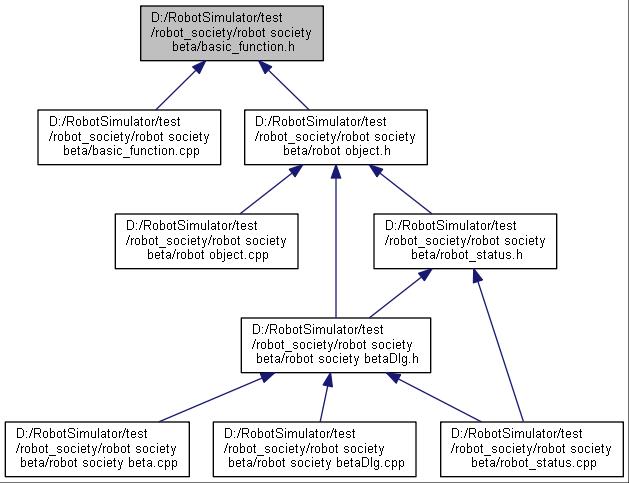 D:/RobotSimulator/test
/robot_society/robot society
beta/basic_function.h
D:/RobotSimulator/test
/robot_society/robot society
beta/basic_function.cpp
D:/RobotSimulator/test
/robot_society/robot society
beta/robot object.h
D:/RobotSimulator/test
/robot_society/robot society
beta/robot object.cpp
D:/RobotSimulator/test
/robot_society/robot society
beta/robot_status.h
D:/RobotSimulator/test
/robot_society/robot society
beta/robot society betaDlg.h
D:/RobotSimulator/test
/robot_society/robot society
beta/robot society beta.cpp
D:/RobotSimulator/test
/robot_society/robot society
beta/robot society betaDlg.cpp
D:/RobotSimulator/test
/robot_society/robot society
beta/robot_status.cpp